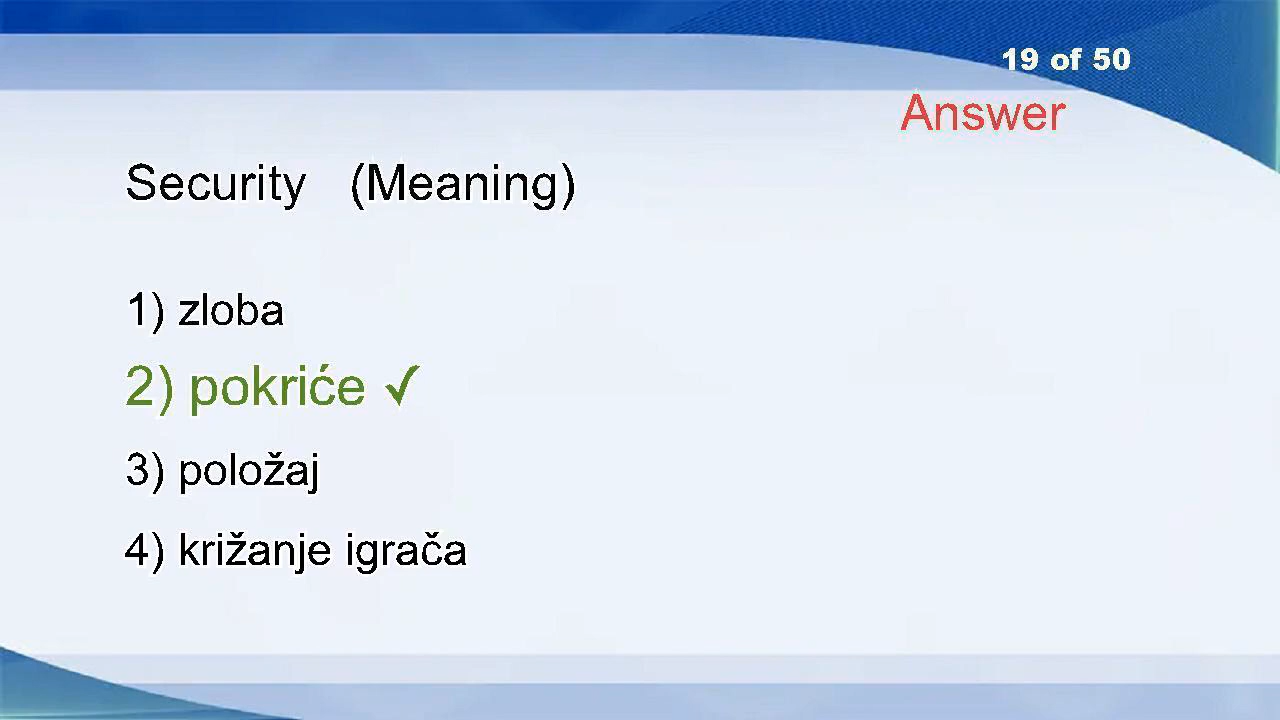 19 of 50
Answer
Security (Meaning)
1) zloba
2) pokriće ✓
3) položaj
4) križanje igrača